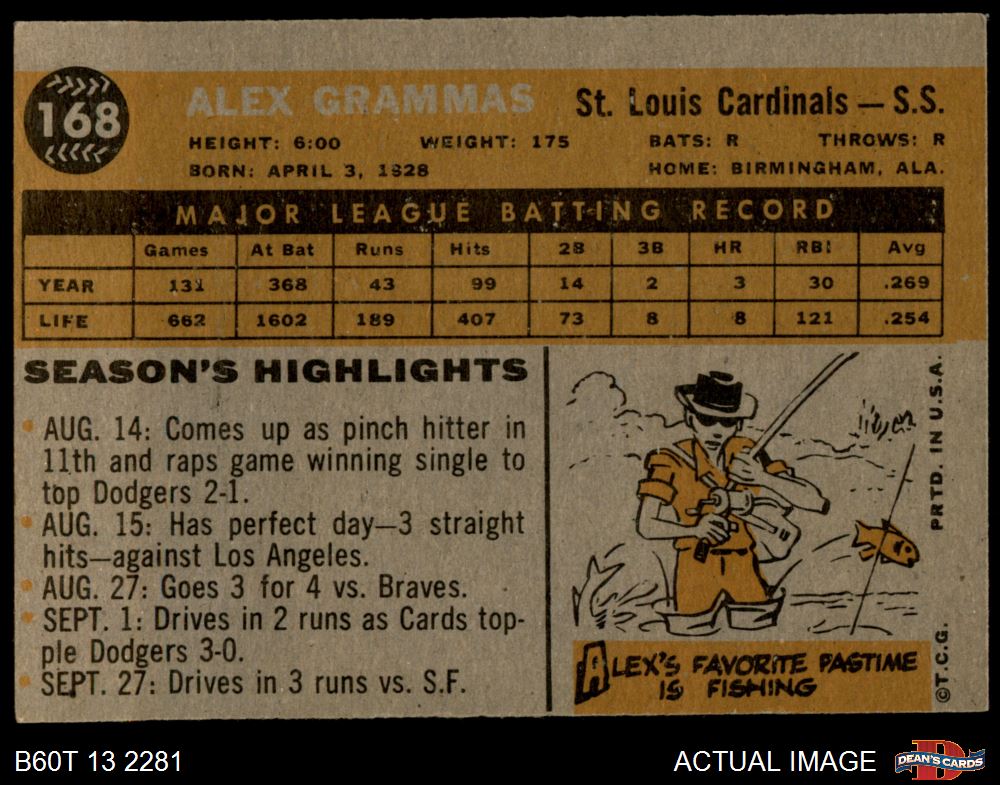 168
ALEX GRAMMAS St. Louis Cardinals — S.S.
HEIGHT: 6:00 WEIGHT: 175 BATS: R THROWS: R
BORN: APRIL 3, 1928 HOME: BIRMINGHAM, ALA.
MAJOR LEAGUE BATTING RECORD
Games At Bat Runs Hits 2B 3B HR RBI Avg
YEAR 131 368 43 99 14 2 3 30 .269
LIFE 662 1602 189 407 73 8 8 121 .254
SEASON'S HIGHLIGHTS
AUG. 14: Comes up as pinch hitter in
11th and raps game winning single to
top Dodgers 2-1.
AUG. 15: Has perfect day—3 straight
hits—against Los Angeles.
AUG. 27: Goes 3 for 4 vs. Braves.
SEPT. 1: Drives in 2 runs as Cards top-
ple Dodgers 3-0.
SEPT. 27: Drives in 3 runs vs. S.F.
ALEX'S FAVORITE PASTIME
IS FISHING
©T.C.G. PRTD. IN U.S.A.
B60T 13 2281 ACTUAL IMAGE
DEAN'S CARDS